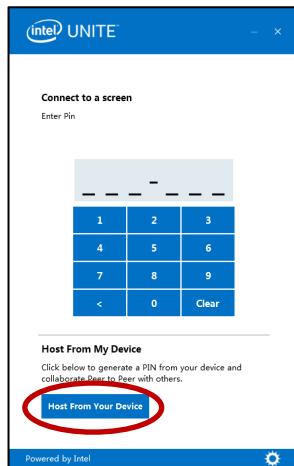 intel UNITE™
Connect to a screen
Enter Pin
_ _ _ - _ _ _
1 2 3
4 5 6
7 8 9
< 0 Clear
Host From My Device
Click below to generate a PIN from your device and
collaborate Peer to Peer with others.
Host From Your Device
Powered by Intel